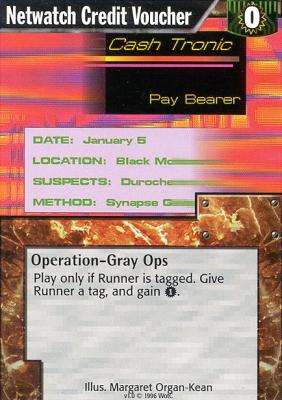 Netwatch Credit Voucher
0
Cash Tronic
Pay Bearer
DATE: January 5
LOCATION: Black Mo
SUSPECTS: Duroche
METHOD: Synapse G
Operation–Gray Ops
Play only if Runner is tagged. Give
Runner a tag, and gain 1.
Illus. Margaret Organ-Kean
v1.0 © 1996 WotC